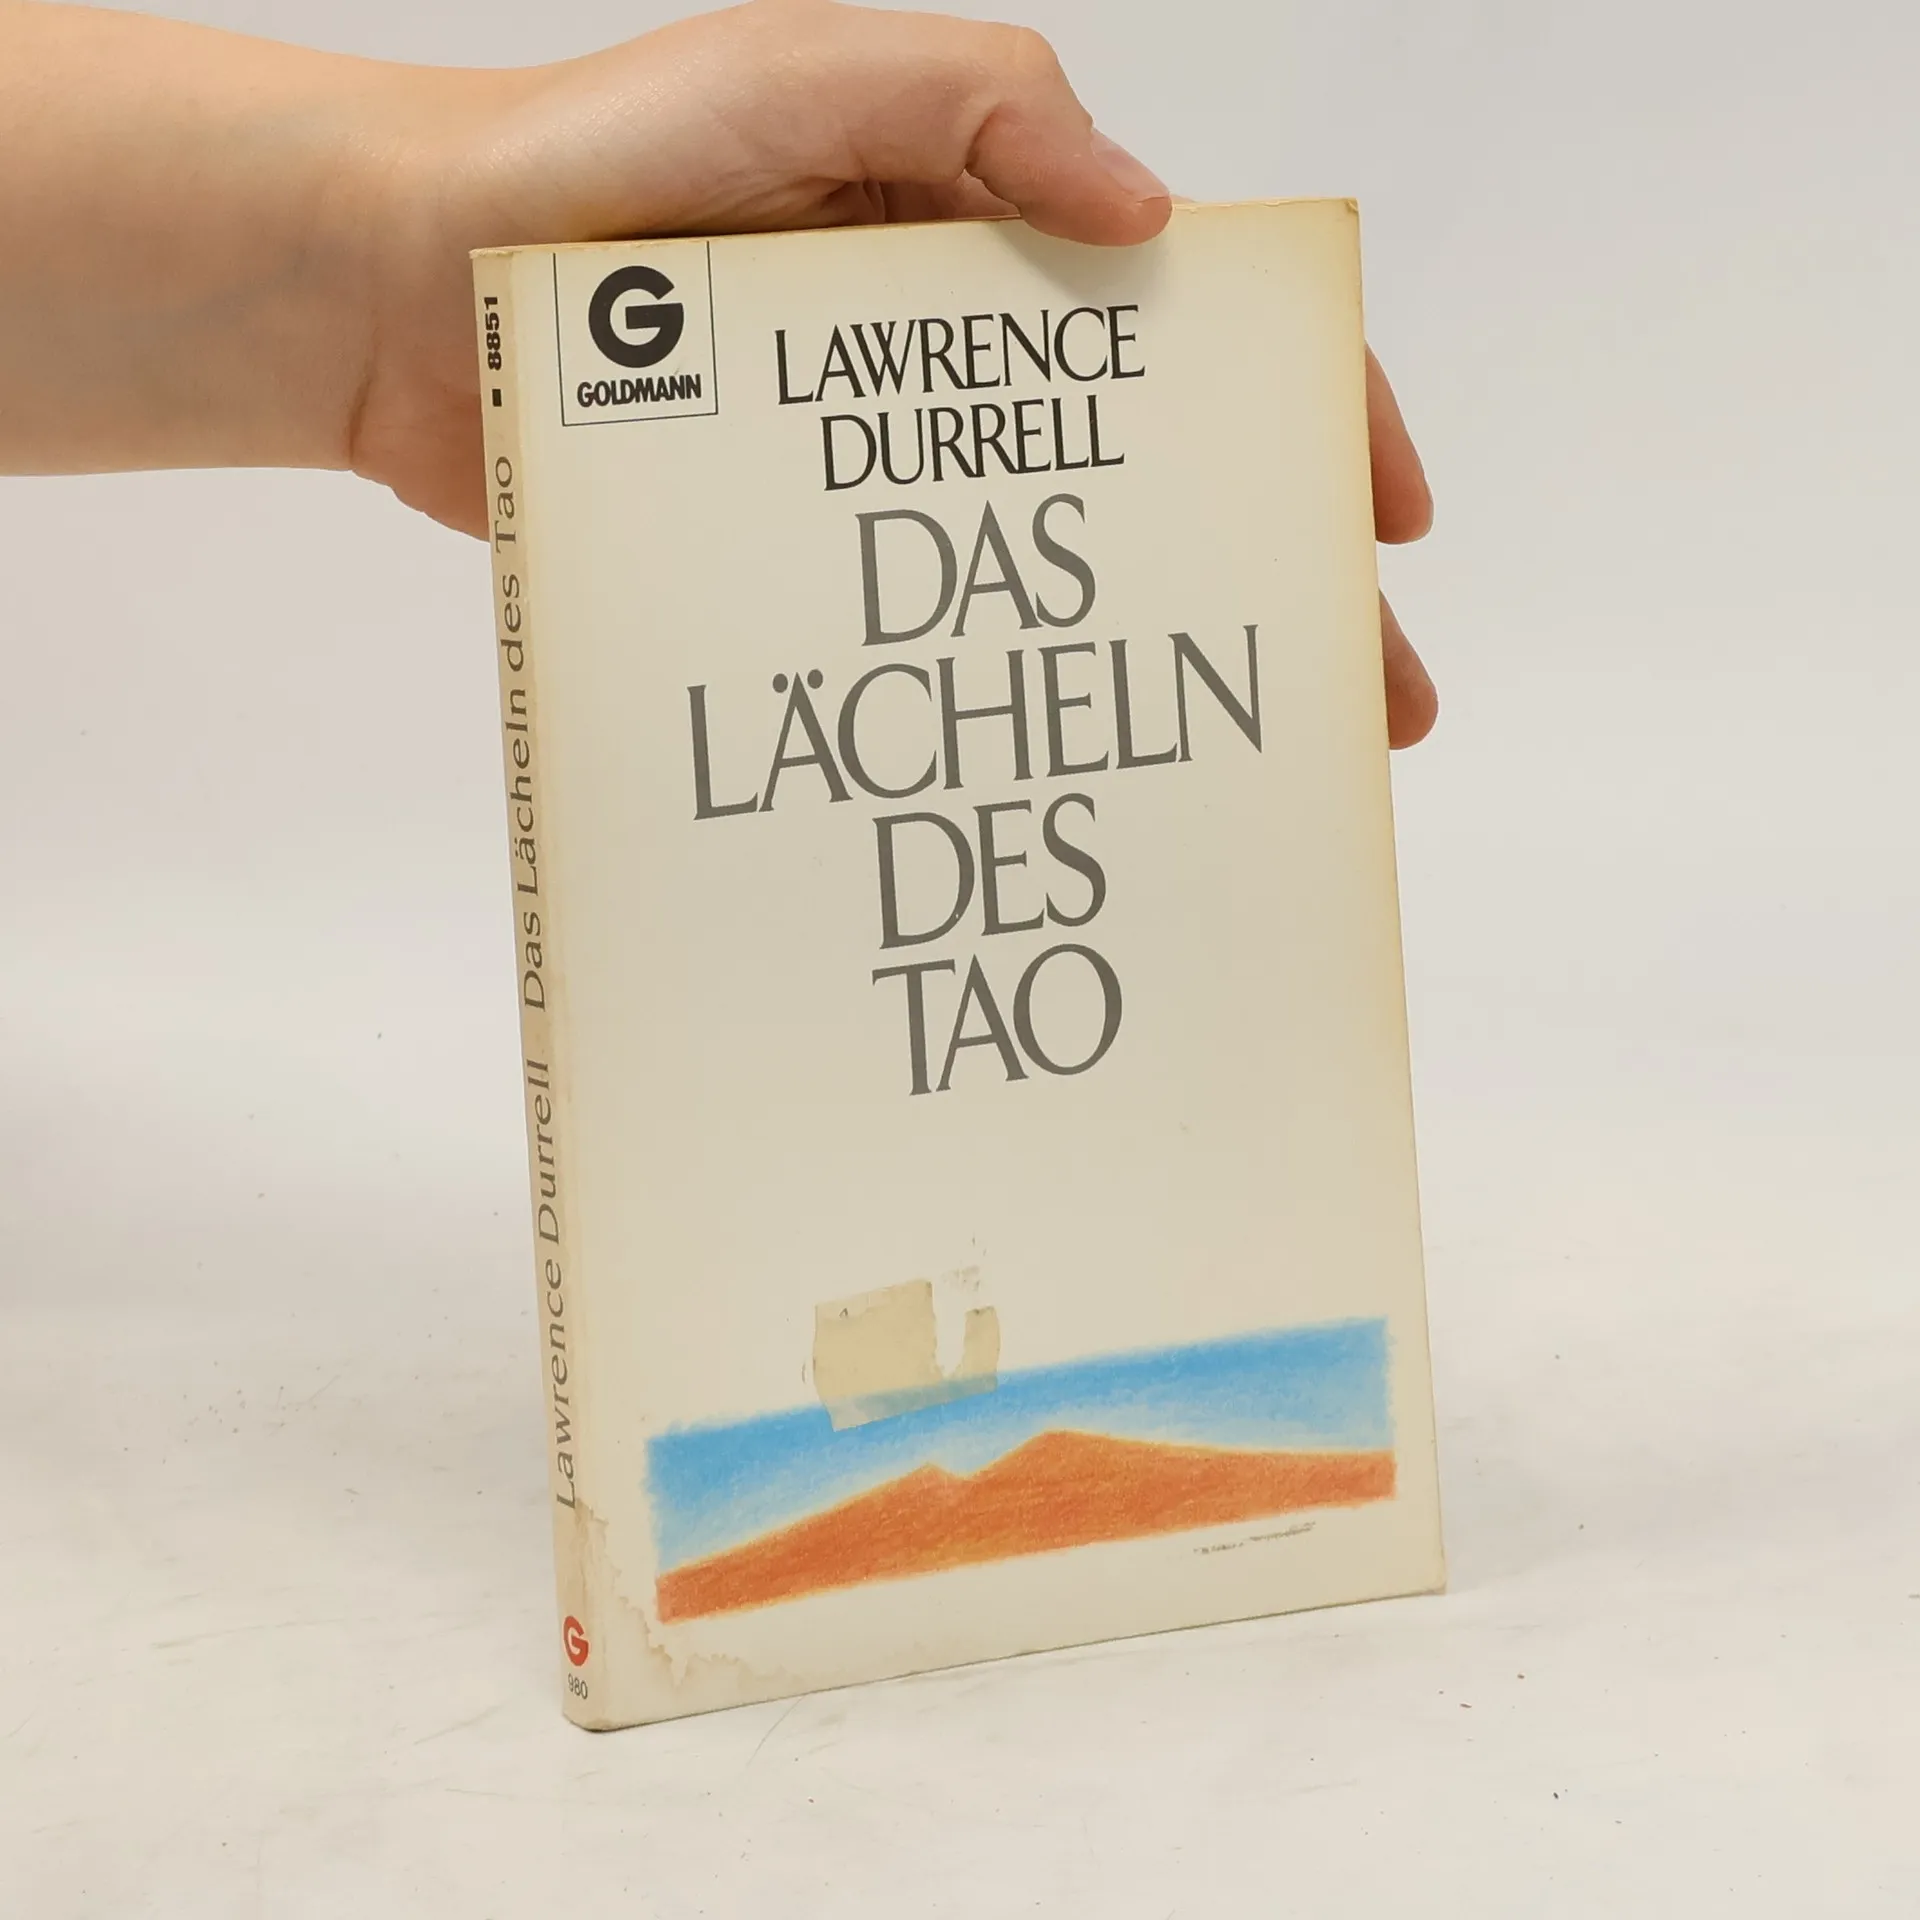 G
GOLDMANN
LAWRENCE
DURRELL
DAS
LÄCHELN
DES
TAO
Lawrence Durrell Das Lächeln des Tao 8851
G
980